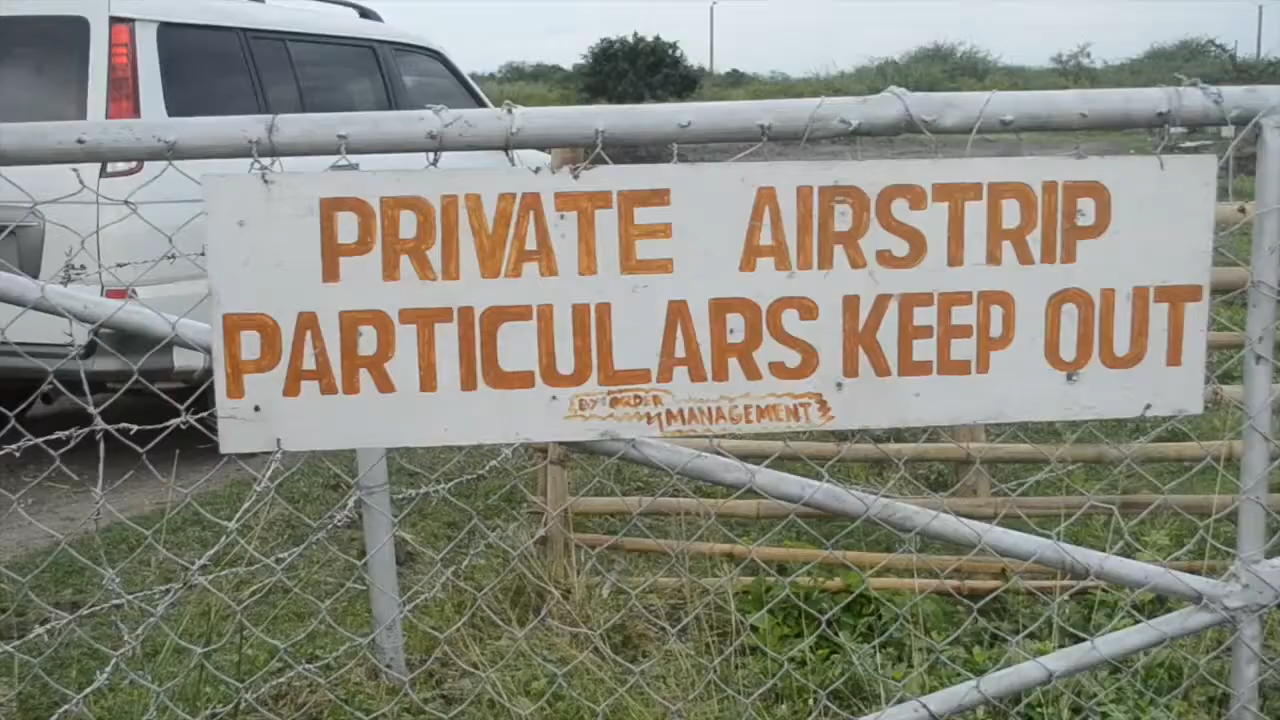 PRIVATE AIRSTRIP
PARTICULARS KEEP OUT
BY ORDER
MANAGEMENT